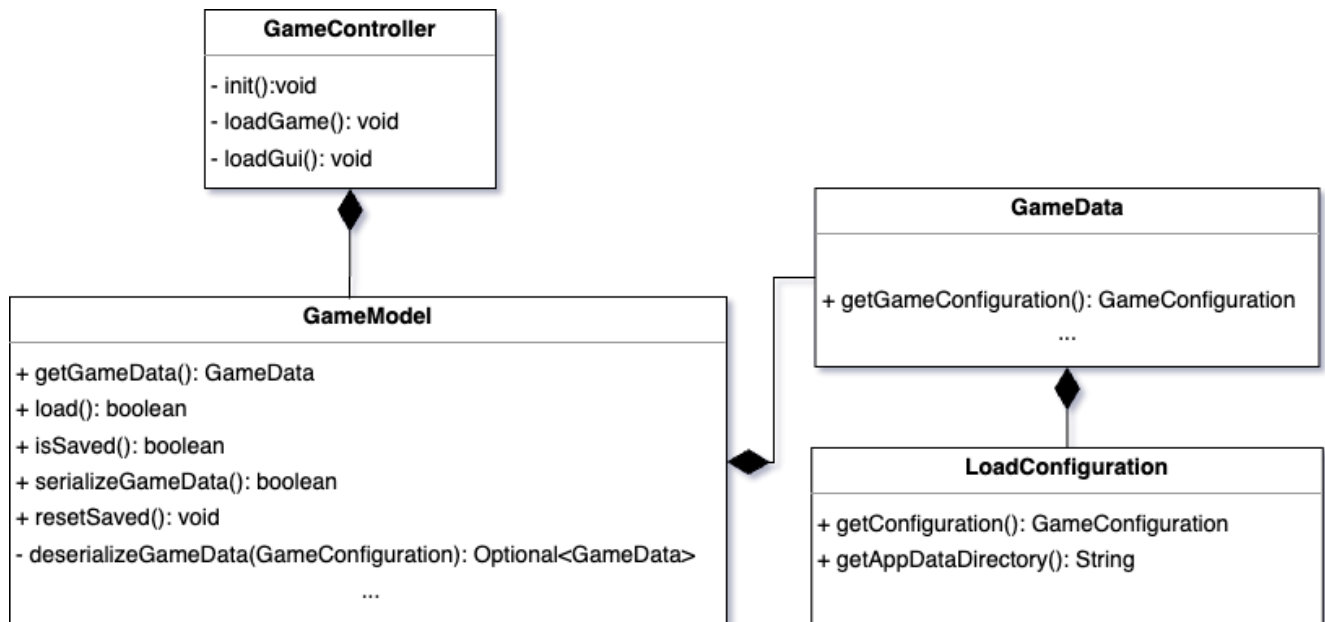 GameController
- init():void
- loadGame(): void
- loadGui(): void
GameModel
+ getGameData(): GameData
+ load(): boolean
+ isSaved(): boolean
+ serializeGameData(): boolean
+ resetSaved(): void
- deserializeGameData(GameConfiguration): Optional<GameData>
...
GameData
+ getGameConfiguration(): GameConfiguration
...
LoadConfiguration
+ getConfiguration(): GameConfiguration
+ getAppDataDirectory(): String